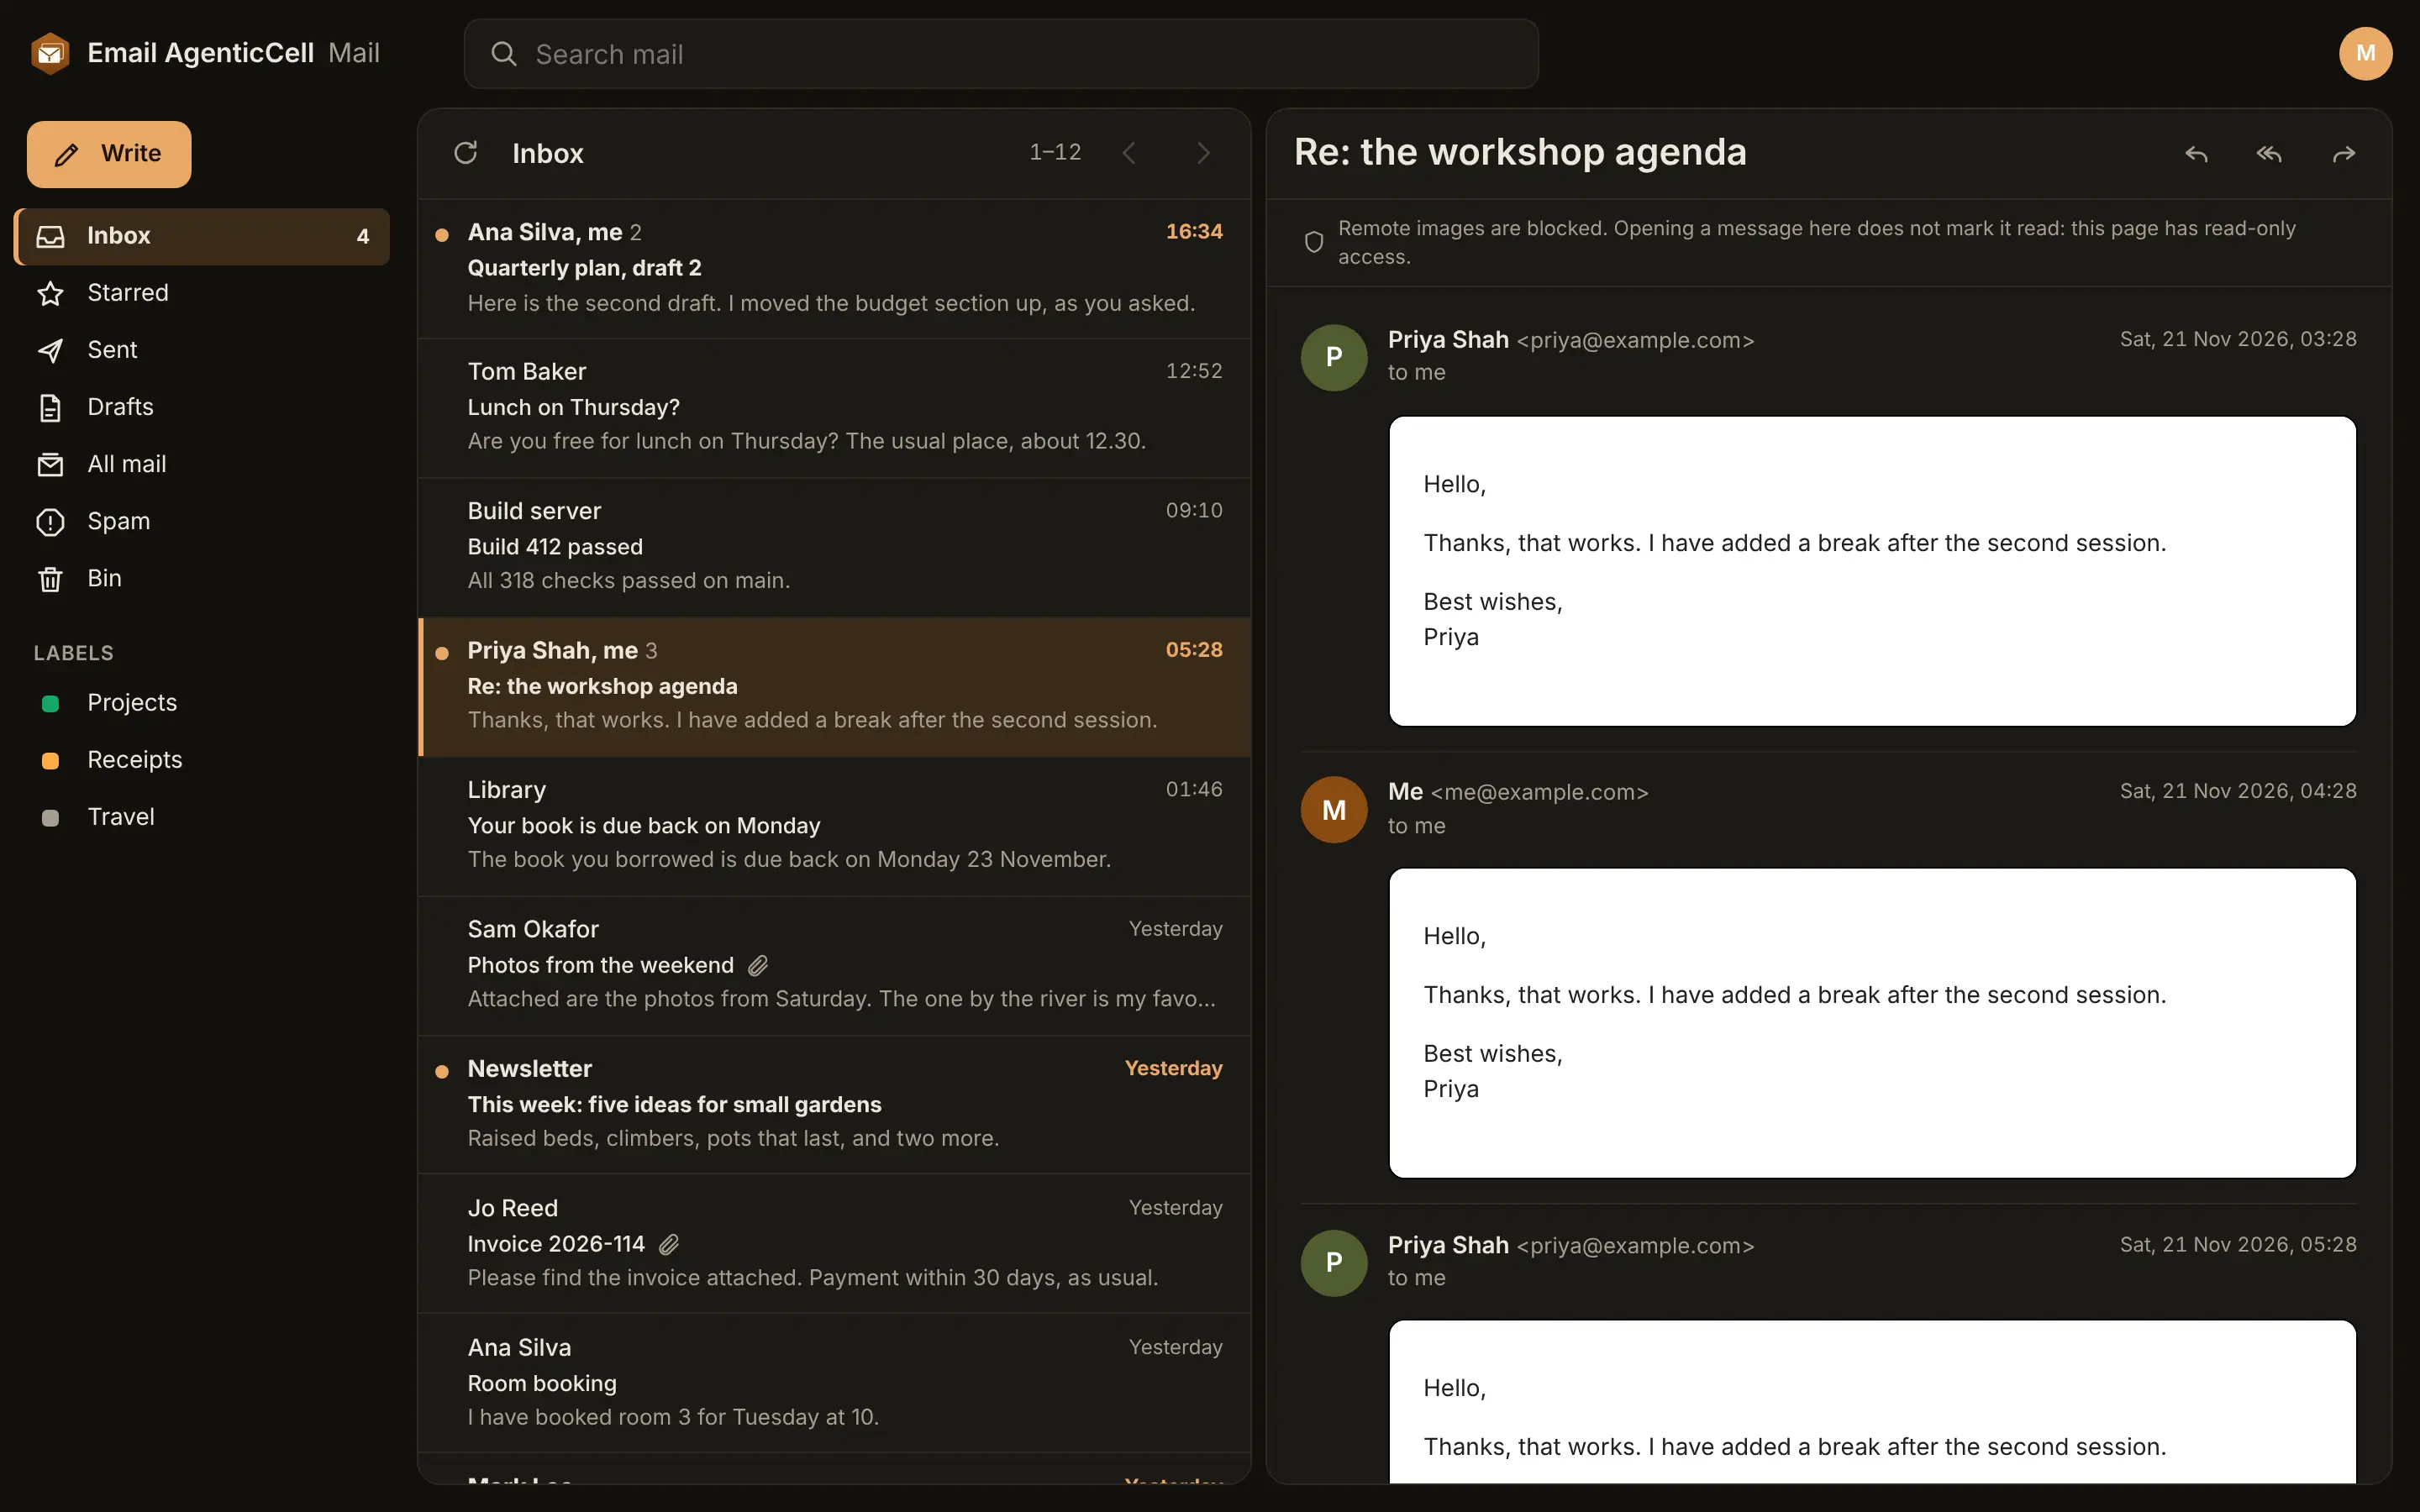 Email AgenticCell Mail
Search mail
M
Write
Inbox 4
Starred
Sent
Drafts
All mail
Spam
Bin
LABELS
Projects
Receipts
Travel
Inbox 1–12
Ana Silva, me 2 16:34
Quarterly plan, draft 2
Here is the second draft. I moved the budget section up, as you asked.
Tom Baker 12:52
Lunch on Thursday?
Are you free for lunch on Thursday? The usual place, about 12.30.
Build server 09:10
Build 412 passed
All 318 checks passed on main.
Priya Shah, me 3 05:28
Re: the workshop agenda
Thanks, that works. I have added a break after the second session.
Library 01:46
Your book is due back on Monday
The book you borrowed is due back on Monday 23 November.
Sam Okafor Yesterday
Photos from the weekend
Attached are the photos from Saturday. The one by the river is my favo...
Newsletter Yesterday
This week: five ideas for small gardens
Raised beds, climbers, pots that last, and two more.
Jo Reed Yesterday
Invoice 2026-114
Please find the invoice attached. Payment within 30 days, as usual.
Ana Silva Yesterday
Room booking
I have booked room 3 for Tuesday at 10.
Yesterday
Re: the workshop agenda
Remote images are blocked. Opening a message here does not mark it read: this page has read-only
access.
P
Priya Shah <priya@example.com> Sat, 21 Nov 2026, 03:28
to me
Hello,
Thanks, that works. I have added a break after the second session.
Best wishes,
Priya
M
Me <me@example.com> Sat, 21 Nov 2026, 04:28
to me
Hello,
Thanks, that works. I have added a break after the second session.
Best wishes,
Priya
P
Priya Shah <priya@example.com> Sat, 21 Nov 2026, 05:28
to me
Hello,
Thanks, that works. I have added a break after the second session.